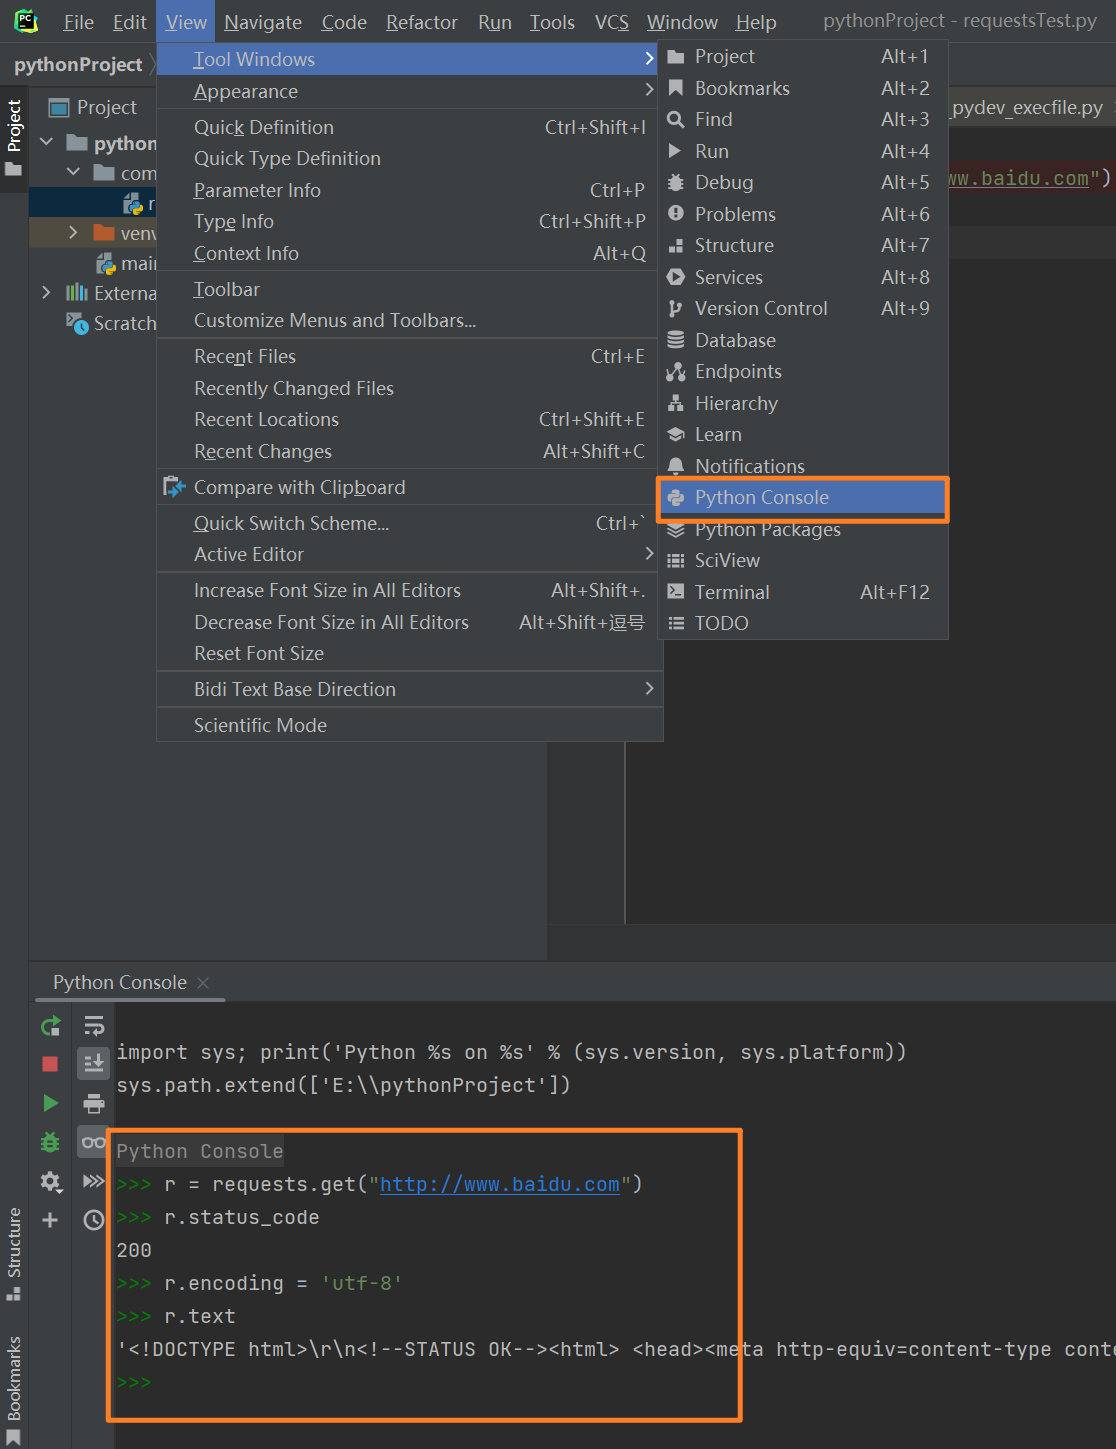 PC File Edit View Navigate Code Refactor Run Tools VCS Window Help pythonProject - requestsTest.py
pythonProject
_pydev_execfile.py
ww.baidu.com")
Project
Project
python
com
r
venv
main
Externa
Scratch
Tool Windows
Appearance
Quick Definition Ctrl+Shift+I
Quick Type Definition
Parameter Info Ctrl+P
Type Info Ctrl+Shift+P
Context Info Alt+Q
Toolbar
Customize Menus and Toolbars...
Recent Files Ctrl+E
Recently Changed Files
Recent Locations Ctrl+Shift+E
Recent Changes Alt+Shift+C
Compare with Clipboard
Quick Switch Scheme... Ctrl+`
Active Editor
Increase Font Size in All Editors Alt+Shift+.
Decrease Font Size in All Editors Alt+Shift+逗号
Reset Font Size
Bidi Text Base Direction
Scientific Mode
Project Alt+1
Bookmarks Alt+2
Find Alt+3
Run Alt+4
Debug Alt+5
Problems Alt+6
Structure Alt+7
Services Alt+8
Version Control Alt+9
Database
Endpoints
Hierarchy
Learn
Notifications
Python Console
Python Packages
SciView
Terminal Alt+F12
TODO
Python Console
import sys; print('Python %s on %s' % (sys.version, sys.platform))
sys.path.extend(['E:\\pythonProject'])
Python Console
>>> r = requests.get("http://www.baidu.com")
>>> r.status_code
200
>>> r.encoding = 'utf-8'
>>> r.text
'<!DOCTYPE html>\r\n<!--STATUS OK--><html> <head><meta http-equiv=content-type conte
>>>
Structure
Bookmarks